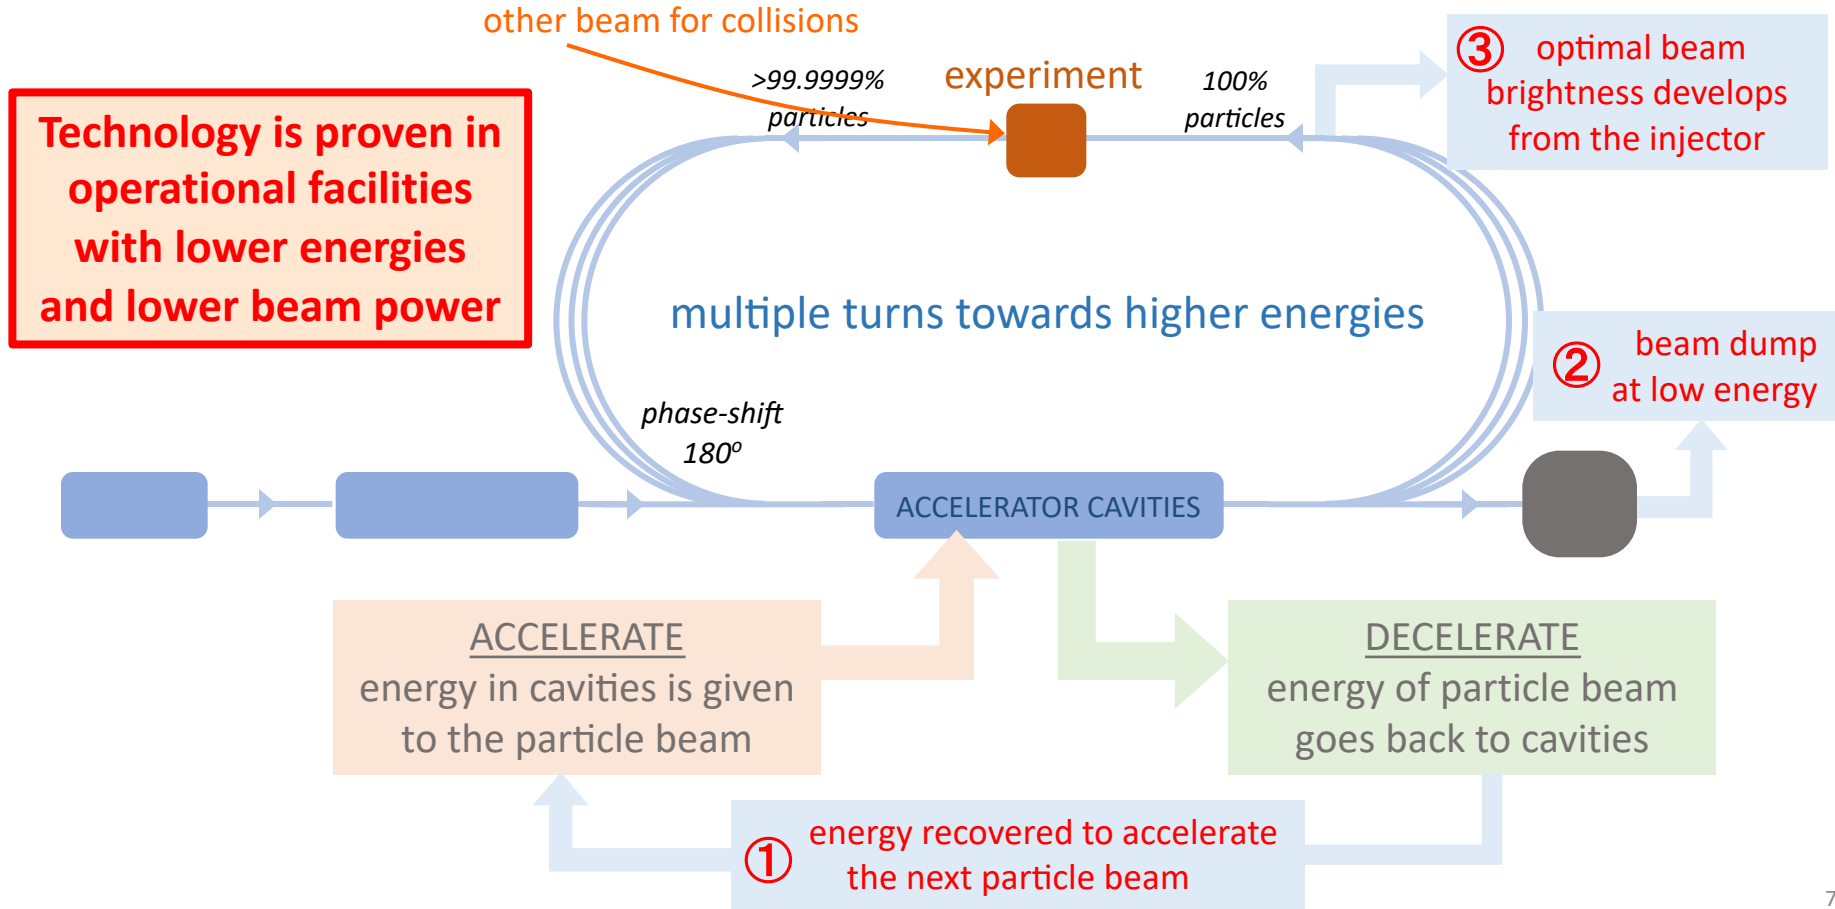 other beam for collisions
>99.9999%
particles
experiment
100%
particles
③ optimal beam
brightness develops
from the injector
Technology is proven in
operational facilities
with lower energies
and lower beam power
multiple turns towards higher energies
② beam dump
at low energy
phase-shift
180º
ACCELERATOR CAVITIES
ACCELERATE
energy in cavities is given
to the particle beam
DECELERATE
energy of particle beam
goes back to cavities
① energy recovered to accelerate
the next particle beam
7